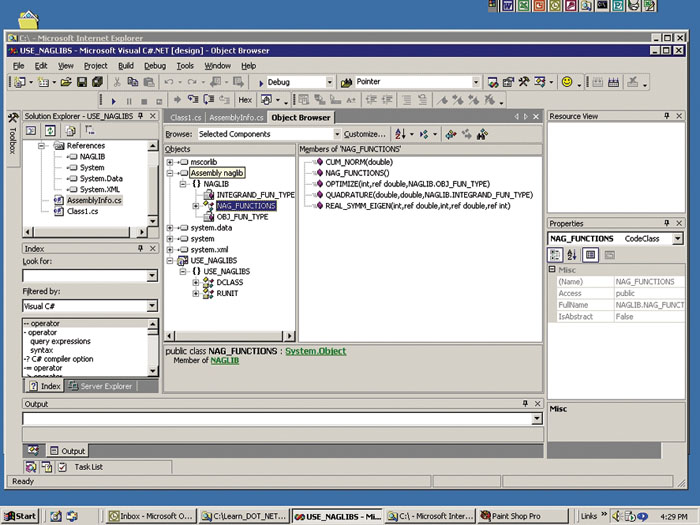 C:\ - Microsoft Internet Explorer
USE_NAGLIBS - Microsoft Visual C#.NET [design] - Object Browser
File Edit View Project Build Debug Tools Window Help
Debug Pointer
Hex
Toolbox
Solution Explorer - USE_NAGLIBS
References
NAGLIB
System
System.Data
System.XML
AssemblyInfo.cs
Class1.cs
Index
Look for:
Filtered by:
Visual C#
-- operator
- operator
query expressions
syntax
-? C# compiler option
-= operator
-> operator
Index Server Explorer
Class1.cs AssemblyInfo.cs Object Browser
Browse: Selected Components Customize...
Objects
mscorlib
Assembly naglib
NAGLIB
INTEGRAND_FUN_TYPE
NAG_FUNCTIONS
OBJ_FUN_TYPE
system.data
system
system.xml
USE_NAGLIBS
USE_NAGLIBS
DCLASS
RUNIT
Members of 'NAG_FUNCTIONS'
CUM_NORM(double)
NAG_FUNCTIONS()
OPTIMIZE(int,ref double,NAGLIB.OBJ_FUN_TYPE)
QUADRATURE(double,double,NAGLIB.INTEGRAND_FUN_TYPE)
REAL_SYMM_EIGEN(int,ref double,int,ref double,ref int)
public class NAG_FUNCTIONS : System.Object
Member of NAGLIB
Resource View
Properties
NAG_FUNCTIONS CodeClass
Misc
(Name) NAG_FUNCTIONS
Access public
FullName NAGLIB.NAG_FUNCT
IsAbstract False
Misc
Output
Output
Task List
Ready
Start Inbox - Microsoft O... C:\Learn_DOT_NET... USE_NAGLIBS - Mi... C:\ - Microsoft Inter... Paint Shop Pro Links » 4:29 PM